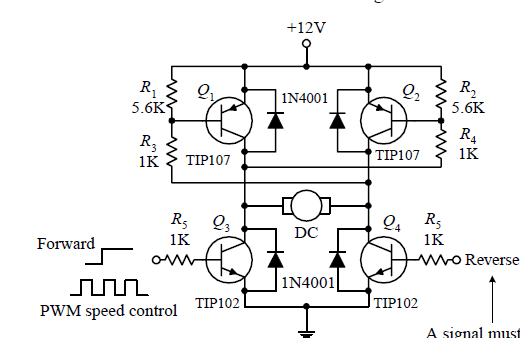 +12V
R1
5.6K
Q1
1N4001
Q2
R2
5.6K
R3
1K
TIP107
TIP107
R4
1K
R5
1K
Q3
DC
Q4
R5
1K
Forward
Reverse
1N4001
PWM speed control
TIP102
TIP102
A signal must